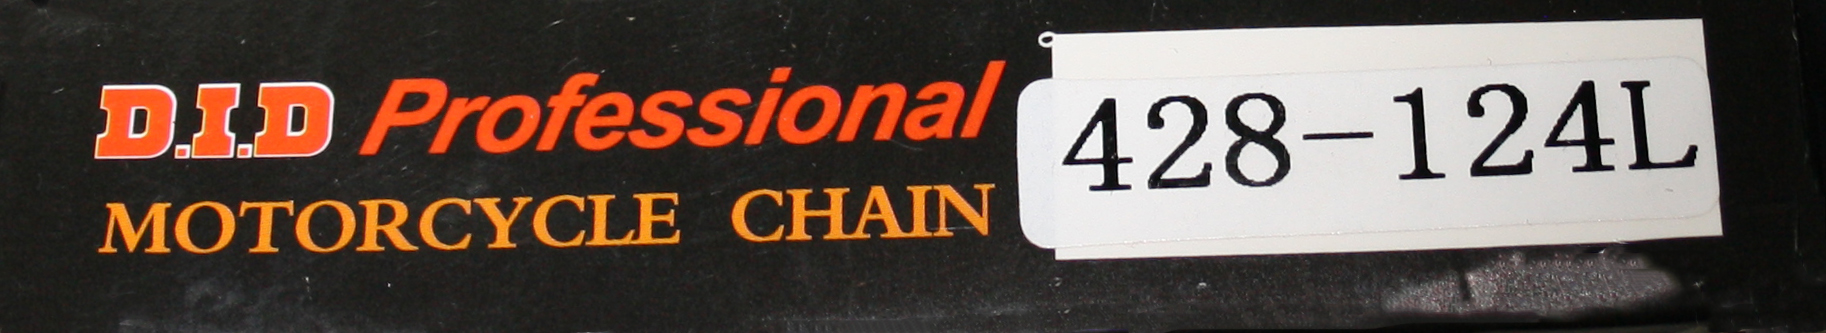 D.I.D Professional
MOTORCYCLE CHAIN
428-124L